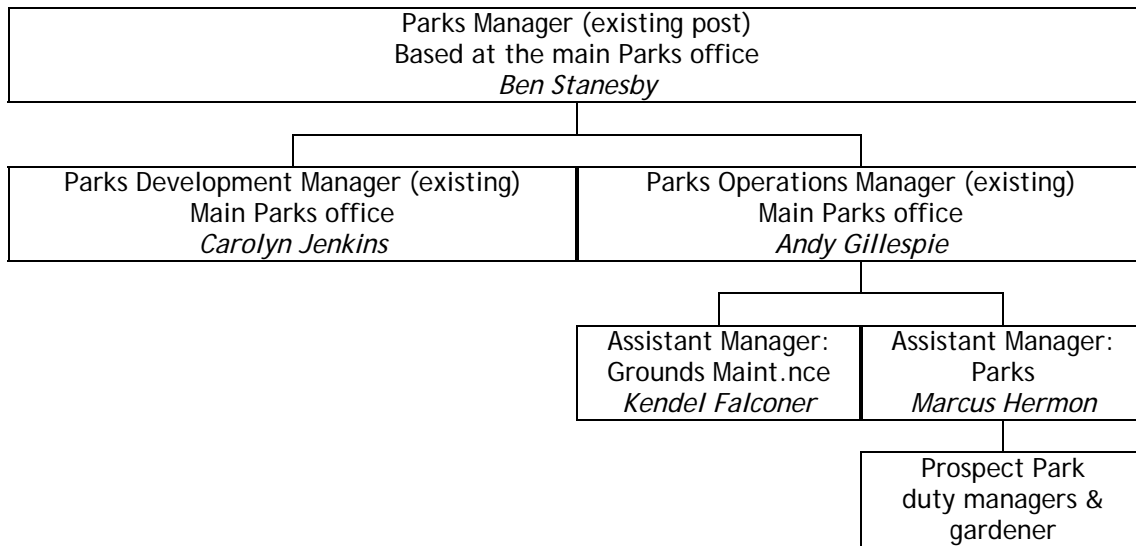 Parks Manager (existing post)
Based at the main Parks office
Ben Stanesby
Parks Development Manager (existing)
Main Parks office
Carolyn Jenkins
Parks Operations Manager (existing)
Main Parks office
Andy Gillespie
Assistant Manager:
Grounds Maint.nce
Kendel Falconer
Assistant Manager:
Parks
Marcus Hermon
Prospect Park
duty managers &
gardener